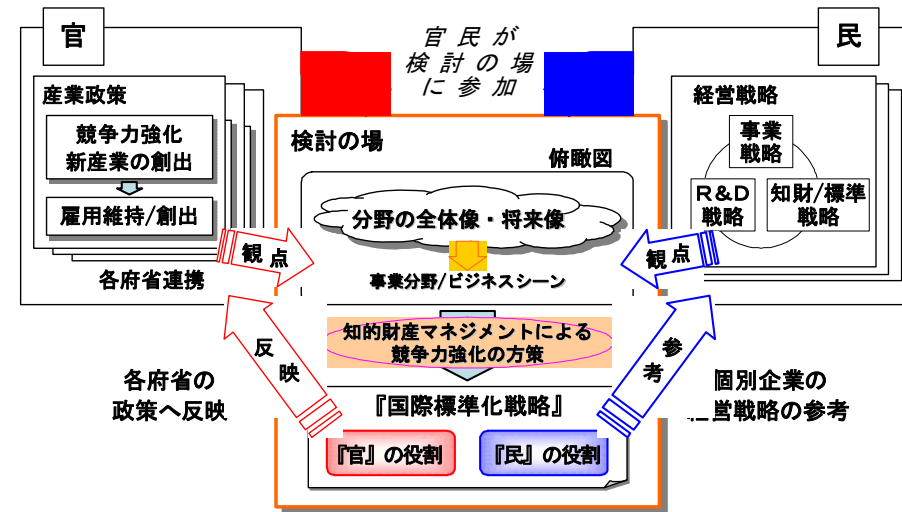 官
民
官民が
検討の場
に参加
産業政策
競争力強化
新産業の創出
雇用維持/創出
各府省連携
経営戦略
事業
戦略
R&D
戦略
知財/標準
戦略
検討の場
俯瞰図
分野の全体像・将来像
事業分野/ビジネスシーン
観点
観点
知的財産マネジメントによる
競争力強化の方策
反映
参考
各府省の
政策へ反映
個別企業の
経営戦略の参考
『国際標準化戦略』
『官』の役割
『民』の役割